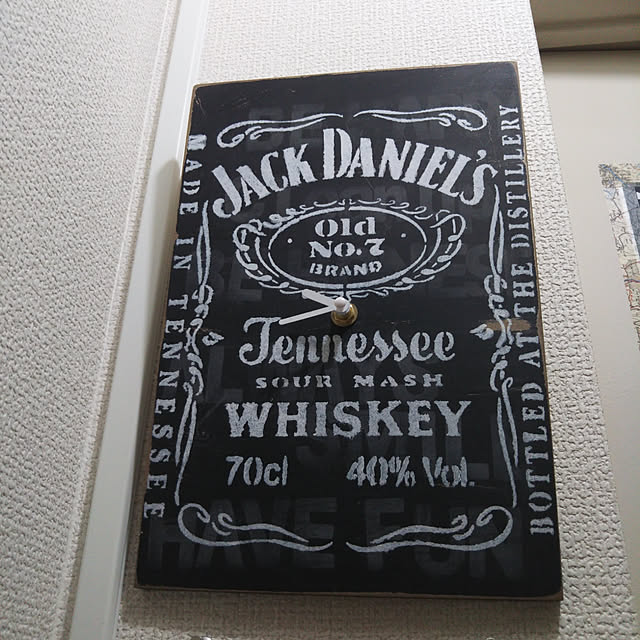 JACK DANIEL'S
Old
No.7
BRAND
Tennessee
SOUR MASH
WHISKEY
70cl 40% Vol.
MADE IN TENNESSEE
BOTTLED AT THE DISTILLERY
HAVE FUN